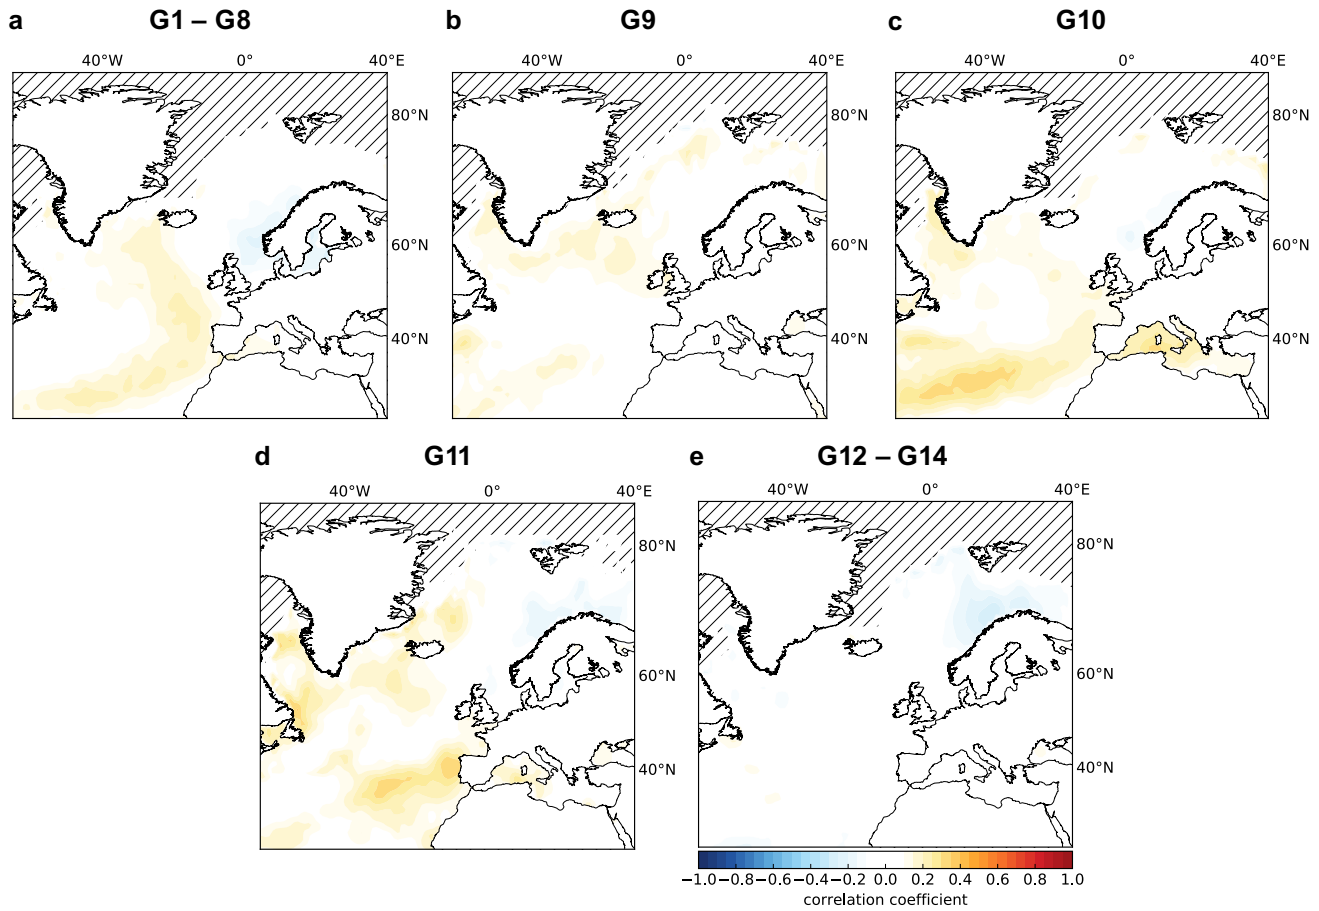 a G1 – G8 b G9 c G10
40°W 0° 40°E 40°W 0° 40°E 40°W 0° 40°E
80°N 80°N 80°N
60°N 60°N 60°N
40°N 40°N 40°N
d G11 e G12 – G14
40°W 0° 40°E 40°W 0° 40°E
80°N 80°N
60°N 60°N
40°N 40°N
−1.0 −0.8 −0.6 −0.4 −0.2 0.0 0.2 0.4 0.6 0.8 1.0
correlation coefficient